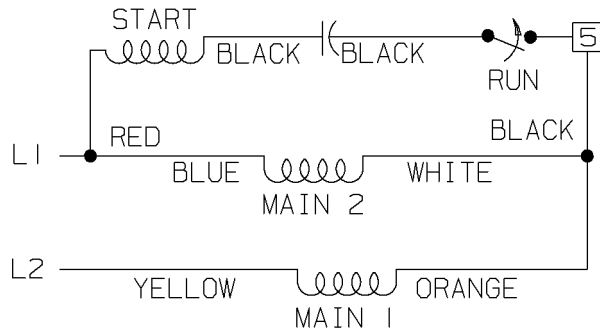 START
BLACK
BLACK
5
RUN
RED
BLACK
L1
BLUE
WHITE
MAIN 2
L2
YELLOW
ORANGE
MAIN 1